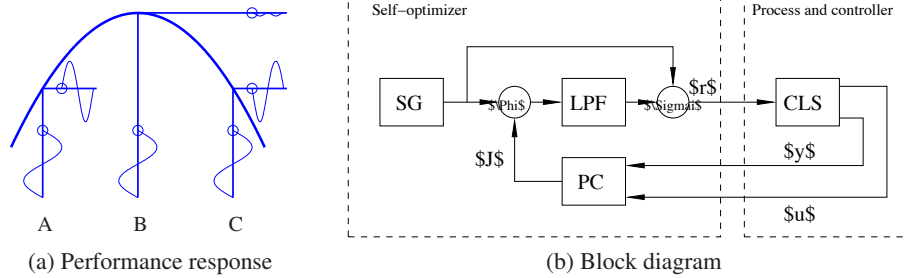 Self-optimizer
Process and controller
SG
$\Phi$
LPF
$\Sigma$
$r$
CLS
$J$
PC
$y$
$u$
A
B
C
(a) Performance response
(b) Block diagram